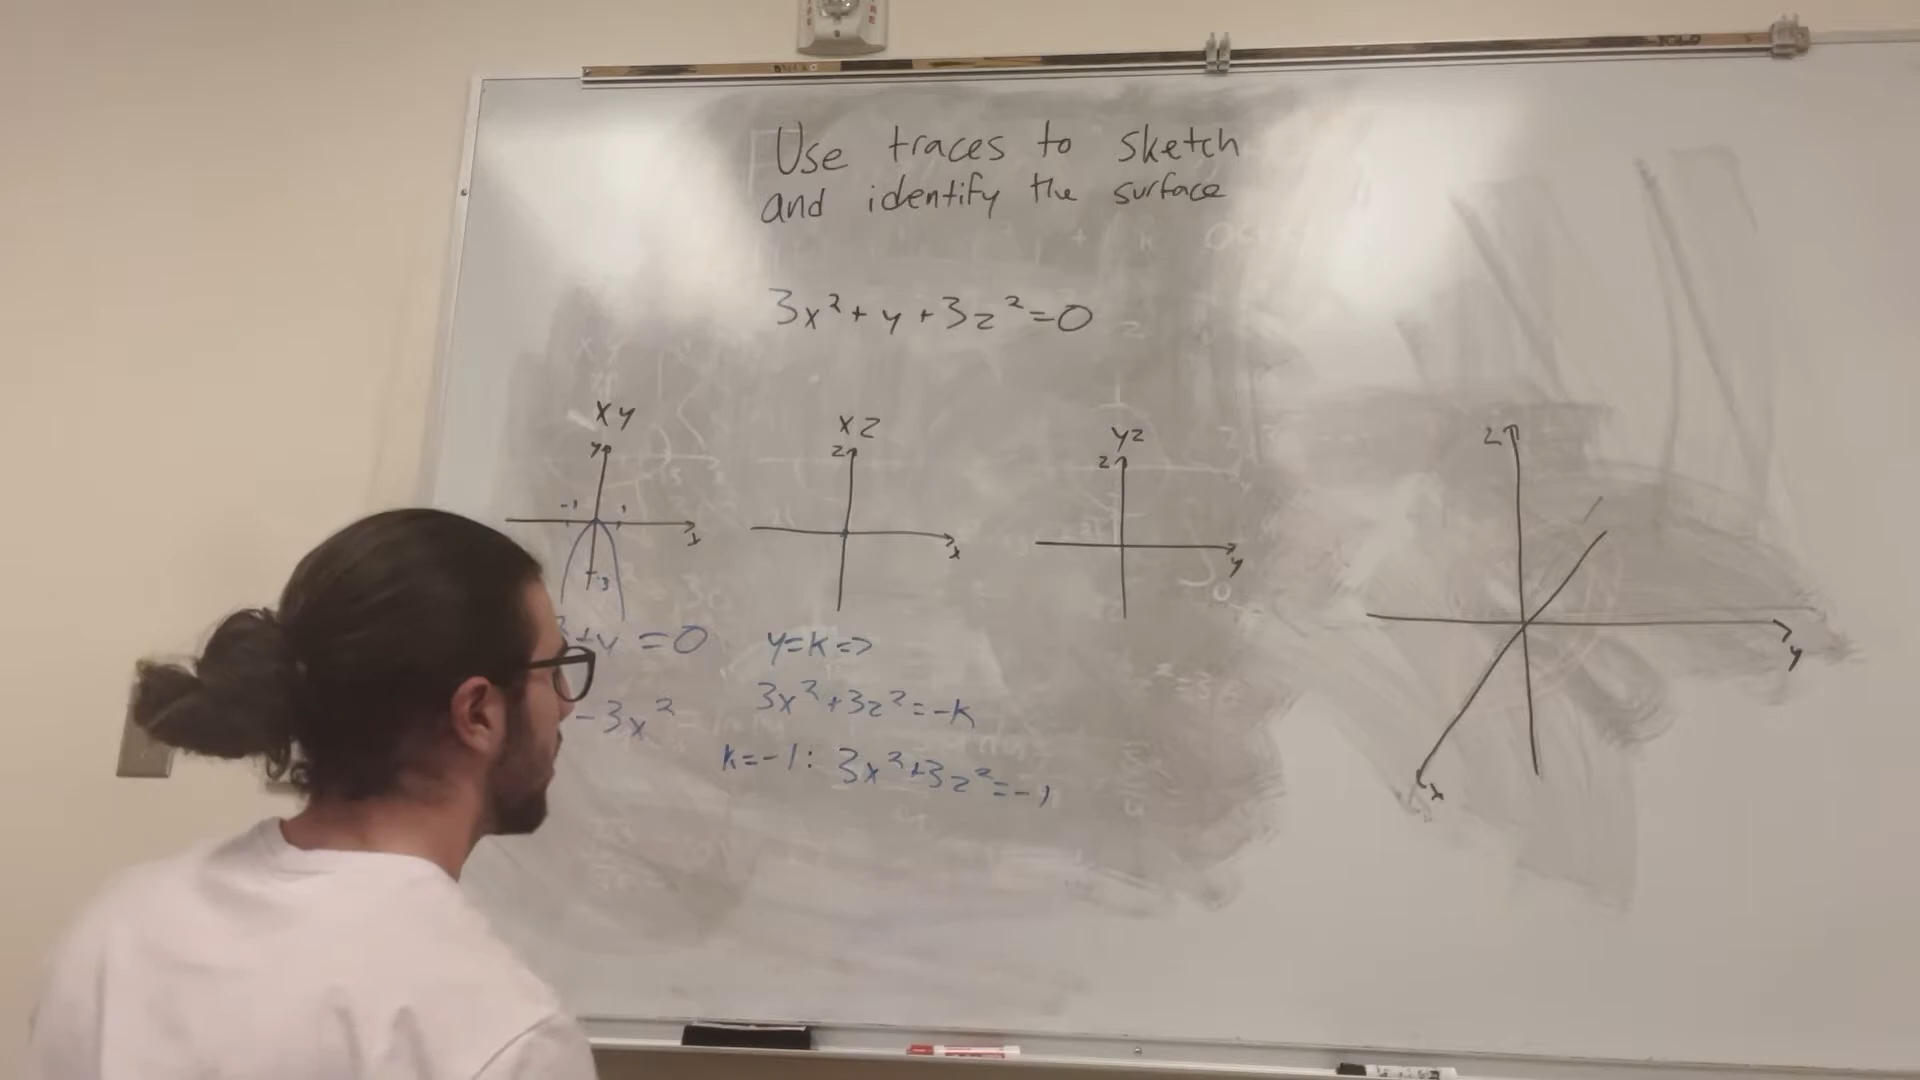 Use traces to sketch
and identify the surface
3x²+y+3z²=0
xy
y
-1 1
x
-3
+y =0
-3x²
xz
z
x
y=k=>
3x²+3z²=-k
k=-1: 3x²+3z²=-1
yz
z
y
z
y
x